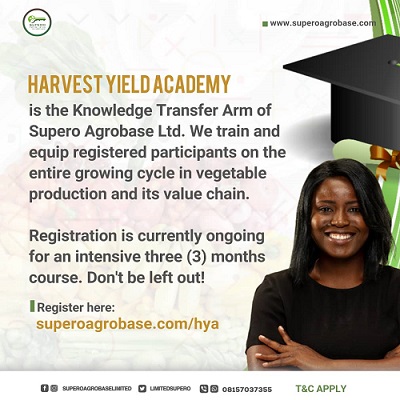 www.superoagrobase.com
HARVEST YIELD ACADEMY
is the Knowledge Transfer Arm of
Supero Agrobase Ltd. We train and
equip registered participants on the
entire growing cycle in vegetable
production and its value chain.
Registration is currently ongoing
for an intensive three (3) months
course. Don't be left out!
Register here:
superoagrobase.com/hya
SUPEROAGROBASELIMITED
LIMITEDSUPERO
08157037355
T&C APPLY